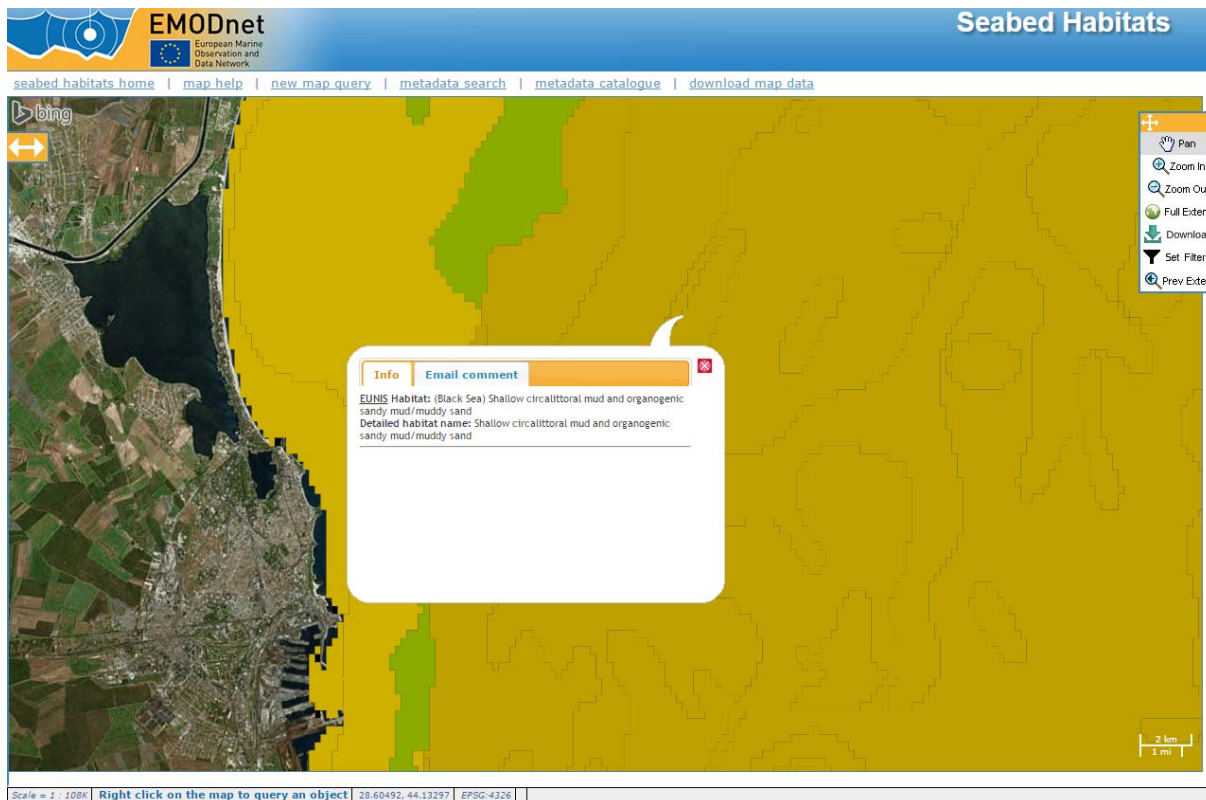 EMODnet
European Marine
Observation and
Data Network
Seabed Habitats
seabed habitats home | map help | new map query | metadata search | metadata catalogue | download map data
bing
Pan
Zoom In
Zoom Ou
Full Exter
Downloa
Set Filter
Prev Exte
Info
Email comment
EUNIS Habitat: (Black Sea) Shallow circalittoral mud and organogenic
sandy mud/muddy sand
Detailed habitat name: Shallow circalittoral mud and organogenic
sandy mud/muddy sand
2 km
1 mi
Scale = 1 : 108K Right click on the map to query an object 28.60492, 44.13297 EPSG:4326